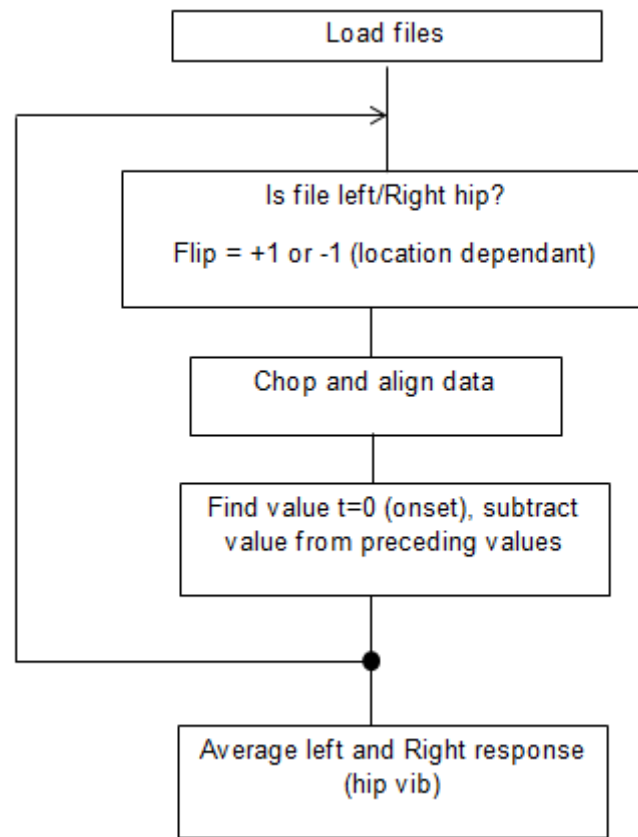 Load files
Is file left/Right hip?
Flip = +1 or -1 (location dependant)
Chop and align data
Find value t=0 (onset), subtract
value from preceding values
Average left and Right response
(hip vib)